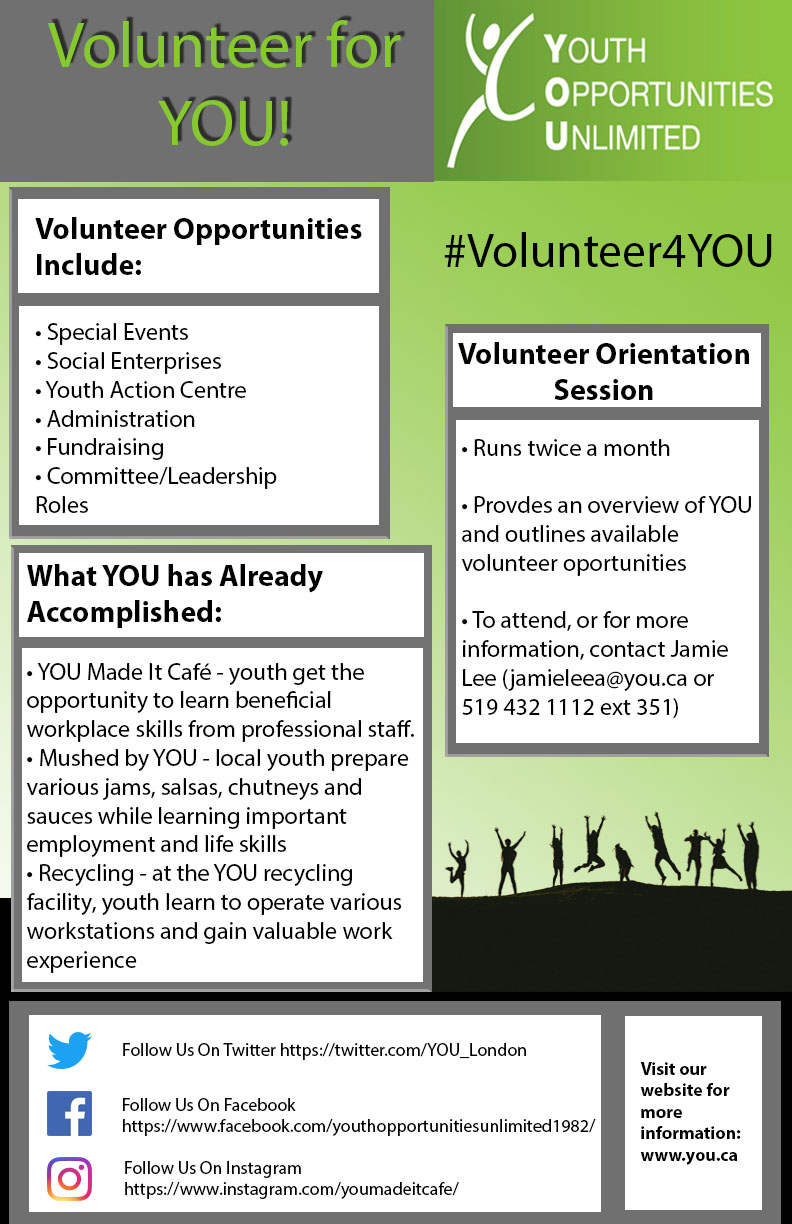 Volunteer for
YOU!
YOUTH
OPPORTUNITIES
UNLIMITED
Volunteer Opportunities
Include:
• Special Events
• Social Enterprises
• Youth Action Centre
• Administration
• Fundraising
• Committee/Leadership
Roles
#Volunteer4YOU
Volunteer Orientation
Session
• Runs twice a month
• Provdes an overview of YOU
and outlines available
volunteer oportunities
• To attend, or for more
information, contact Jamie
Lee (jamieleea@you.ca or
519 432 1112 ext 351)
What YOU has Already
Accomplished:
• YOU Made It Café - youth get the
opportunity to learn beneficial
workplace skills from professional staff.
• Mushed by YOU - local youth prepare
various jams, salsas, chutneys and
sauces while learning important
employment and life skills
• Recycling - at the YOU recycling
facility, youth learn to operate various
workstations and gain valuable work
experience
Follow Us On Twitter https://twitter.com/YOU_London
Follow Us On Facebook
https://www.facebook.com/youthopportunitiesunlimited1982/
Follow Us On Instagram
https://www.instagram.com/youmadeitcafe/
Visit our
website for
more
information:
www.you.ca